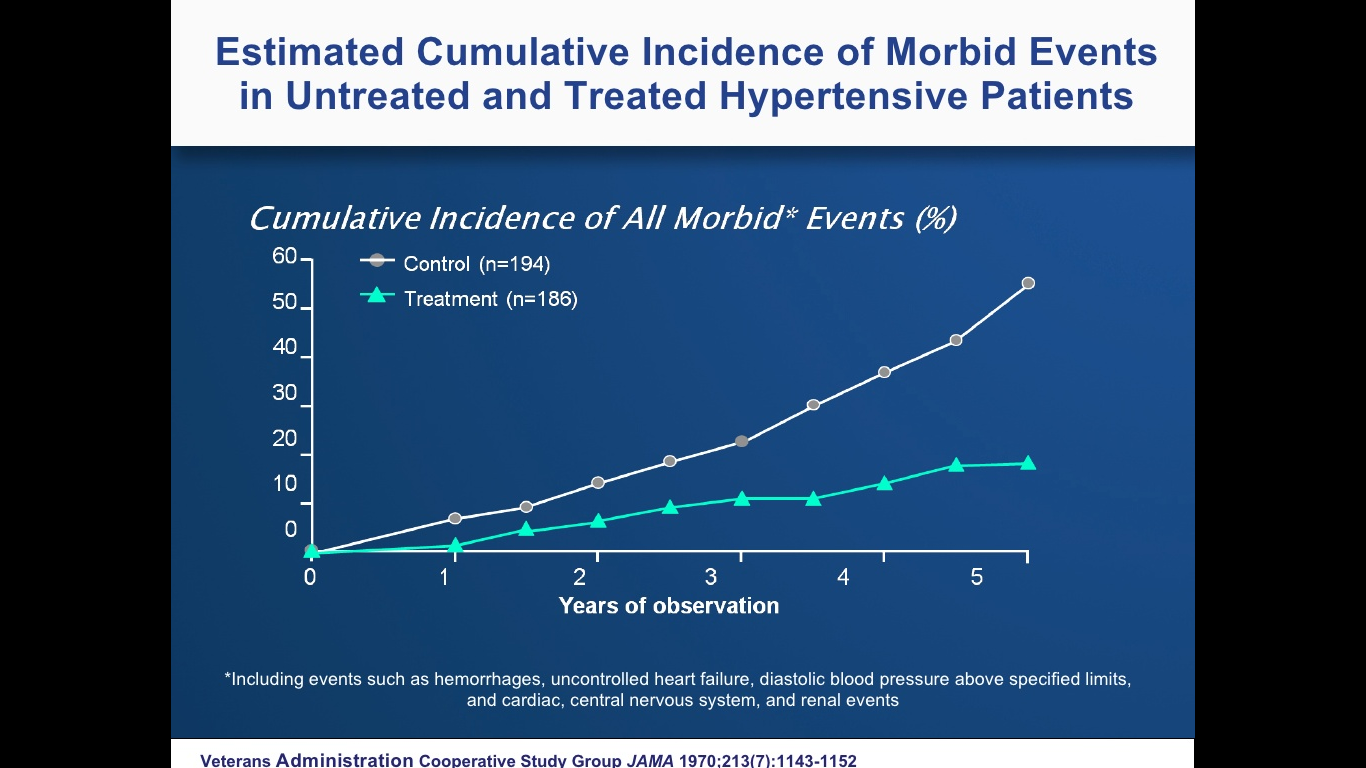 Estimated Cumulative Incidence of Morbid Events
in Untreated and Treated Hypertensive Patients
Cumulative Incidence of All Morbid* Events (%)
60
50
40
30
20
10
0
Control (n=194)
Treatment (n=186)
0 1 2 3 4 5
Years of observation
*Including events such as hemorrhages, uncontrolled heart failure, diastolic blood pressure above specified limits,
and cardiac, central nervous system, and renal events
Veterans Administration Cooperative Study Group JAMA 1970;213(7):1143-1152